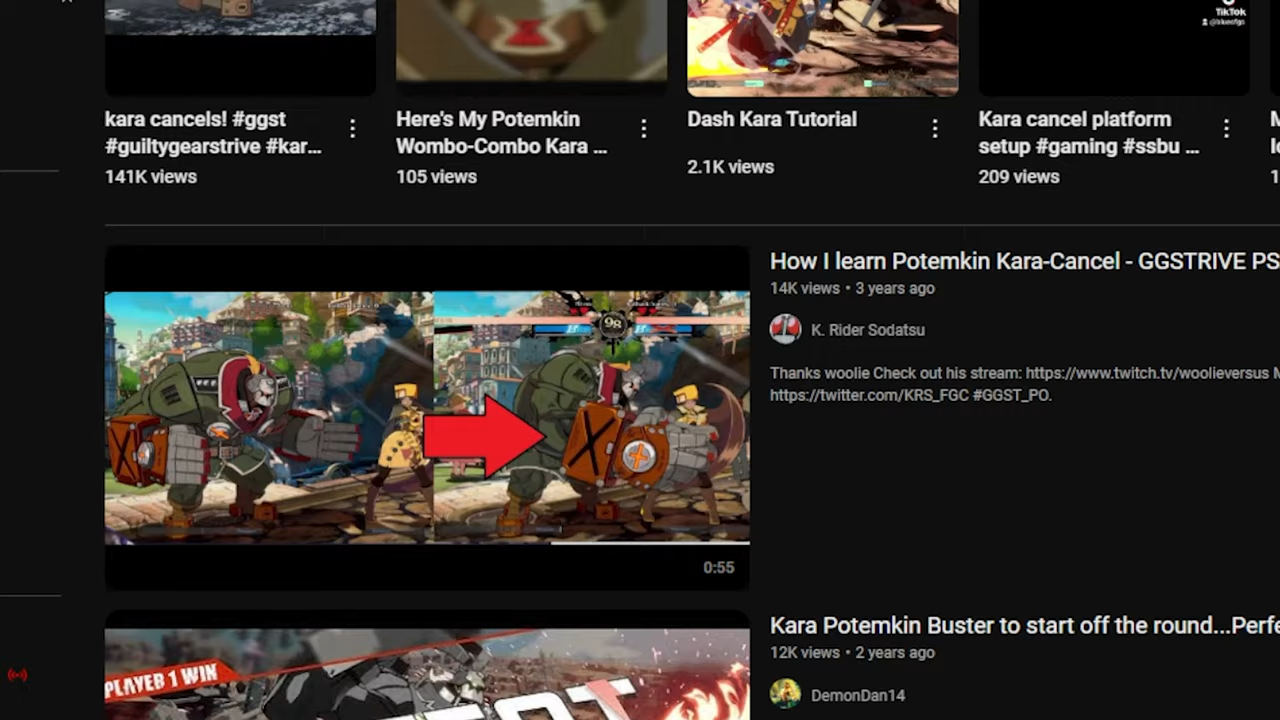 TikTok
kara cancels! #ggst
#guiltygearstrive #kar...
141K views
Here's My Potemkin
Wombo-Combo Kara ...
105 views
Dash Kara Tutorial
2.1K views
Kara cancel platform
setup #gaming #ssbu ...
209 views
How I learn Potemkin Kara-Cancel - GGSTRIVE PS
14K views • 3 years ago
K. Rider Sodatsu
Thanks woolie Check out his stream: https://www.twitch.tv/woolieversus M
https://twitter.com/KRS_FGC #GGST_PO.
98
0:55
Kara Potemkin Buster to start off the round...Perfe
12K views • 2 years ago
DemonDan14
PLAYER 1 WIN